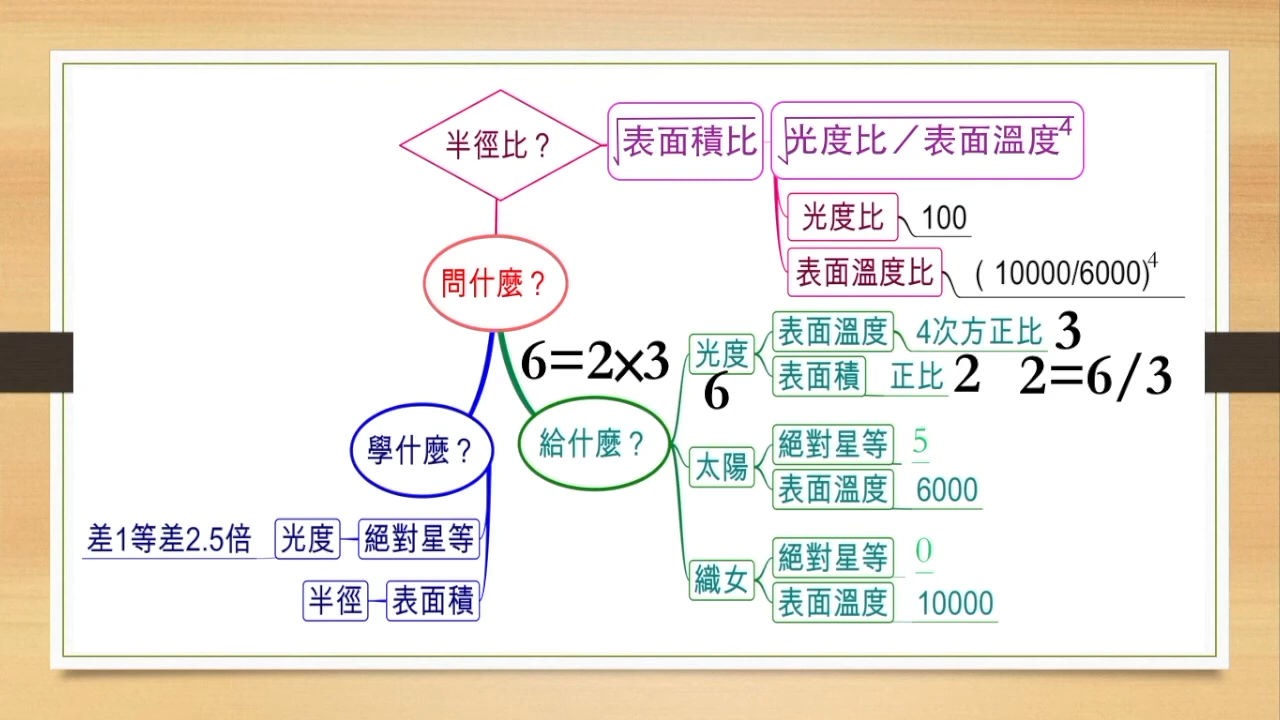 半徑比？
√表面積比
√光度比／表面溫度⁴
光度比 100
表面溫度比 ( 10000/6000)⁴
問什麼？
6=2×3
光度
6
表面溫度 4次方正比 3
表面積 正比 2 2=6/3
學什麼？
給什麼？
太陽
絕對星等 5
表面溫度 6000
差1等差2.5倍 光度 絕對星等
半徑 表面積
織女
絕對星等 0
表面溫度 10000